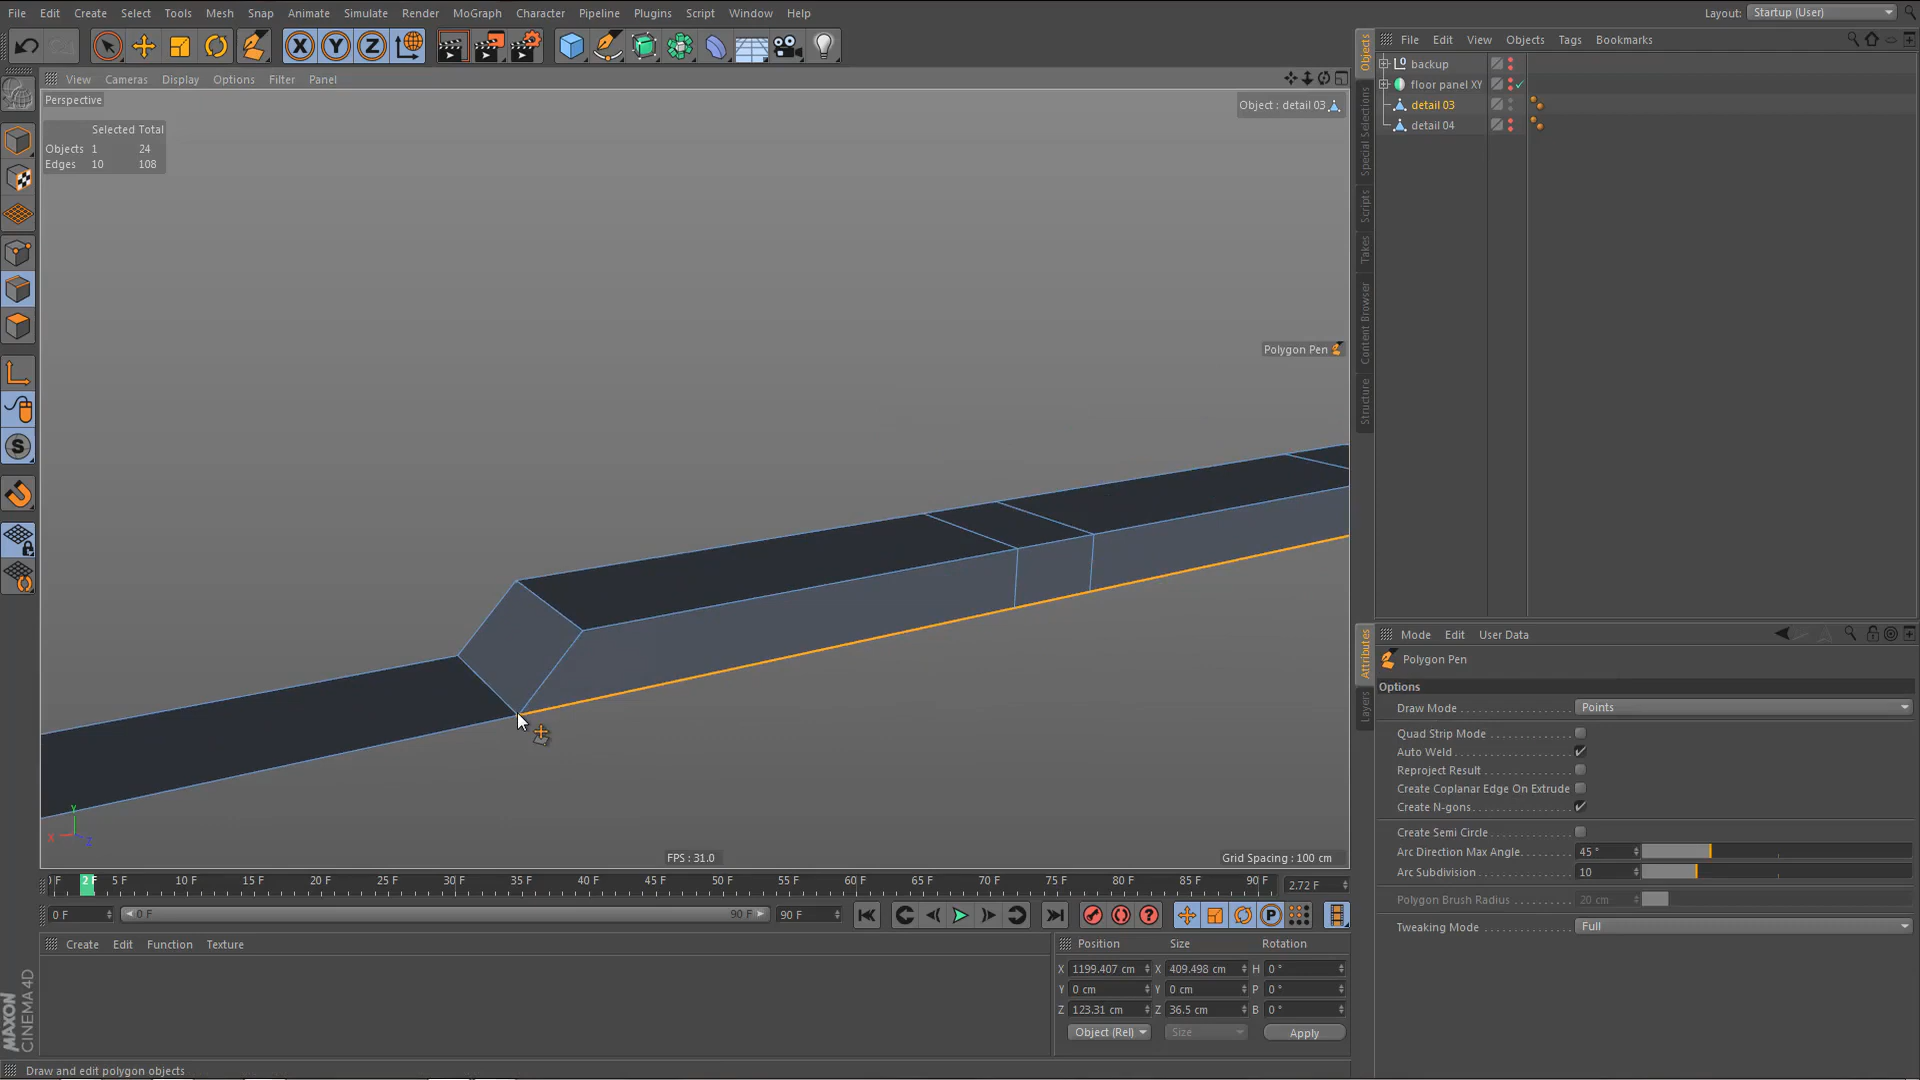 File Edit Create Select Tools Mesh Snap Animate Simulate Render MoGraph Character Pipeline Plugins Script Window Help
Layout: Startup (User)
File Edit View Objects Tags Bookmarks
View Cameras Display Options Filter Panel
Perspective
Object : detail 03
Selected Total
Objects 1 24
Edges 10 108
backup
floor panel XY
detail 03
detail 04
Objects
Special Selections
Scripts
Takes
Content Browser
Structure
Polygon Pen
Attributes
Layers
Mode Edit User Data
Polygon Pen
Options
Draw Mode Points
Quad Strip Mode
Auto Weld
Reproject Result
Create Coplanar Edge On Extrude
Create N-gons
Create Semi Circle
Arc Direction Max Angle 45 °
Arc Subdivision 10
Polygon Brush Radius 20 cm
Tweaking Mode Full
Y
X
Z
FPS : 31.0
Grid Spacing : 100 cm
2 F 5 F 10 F 15 F 20 F 25 F 30 F 35 F 40 F 45 F 50 F 55 F 60 F 65 F 70 F 75 F 80 F 85 F 90 F
2.72 F
0 F 0 F 90 F 90 F
Create Edit Function Texture
Position Size Rotation
X 1199.407 cm X 409.498 cm H 0 °
Y 0 cm Y 0 cm P 0 °
Z 123.31 cm Z 36.5 cm B 0 °
Object (Rel) Size Apply
MAXON
CINEMA 4D
Draw and edit polygon objects